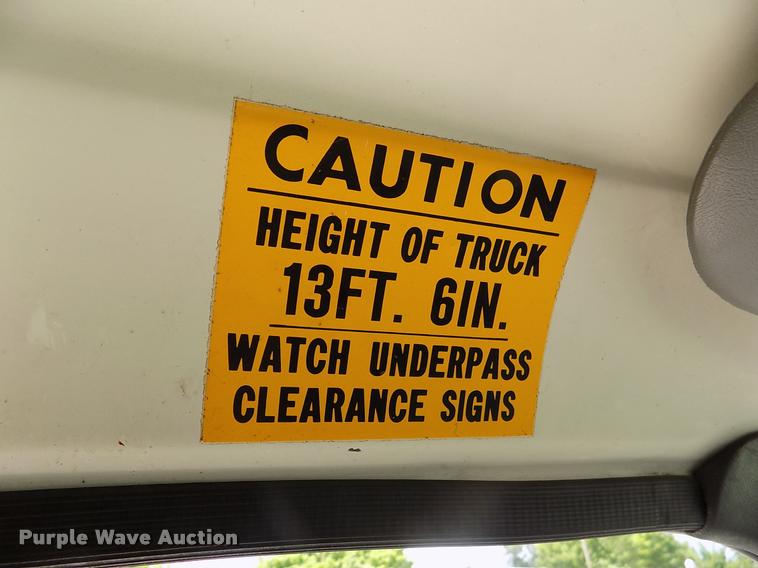 CAUTION
HEIGHT OF TRUCK
13FT. 6IN.
WATCH UNDERPASS
CLEARANCE SIGNS
Purple Wave Auction